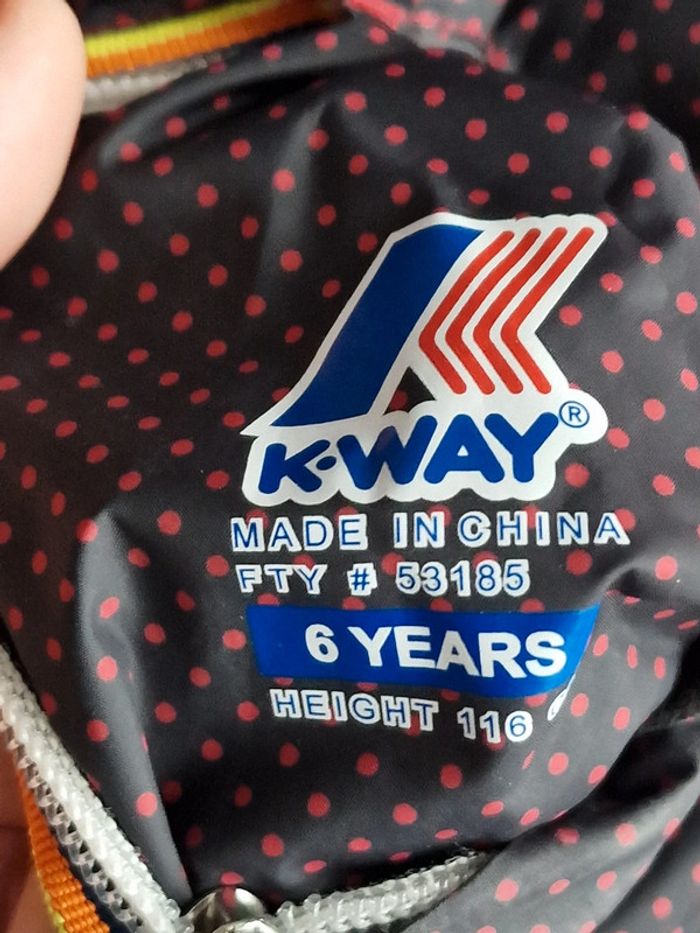 K-WAY®
MADE IN CHINA
FTY # 53185
6 YEARS
HEIGHT 116